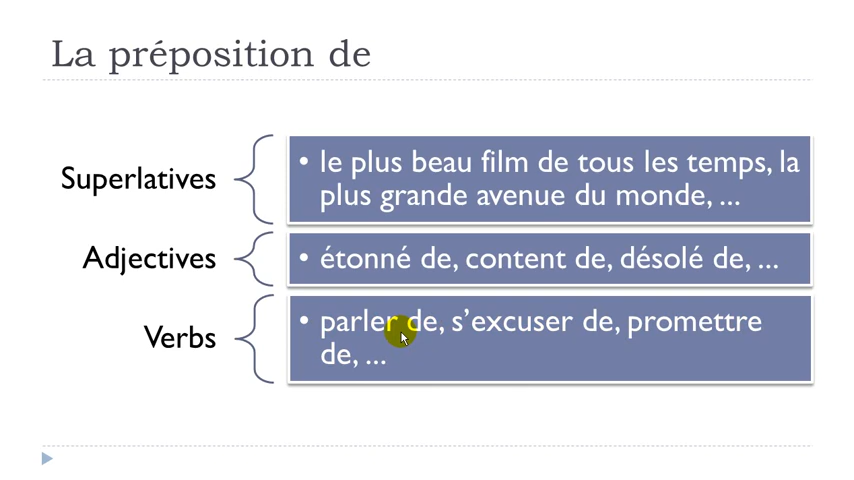 La préposition de
Superlatives
• le plus beau film de tous les temps, la
plus grande avenue du monde, ...
Adjectives
• étonné de, content de, désolé de, ...
Verbs
• parler de, s’excuser de, promettre
de, ...